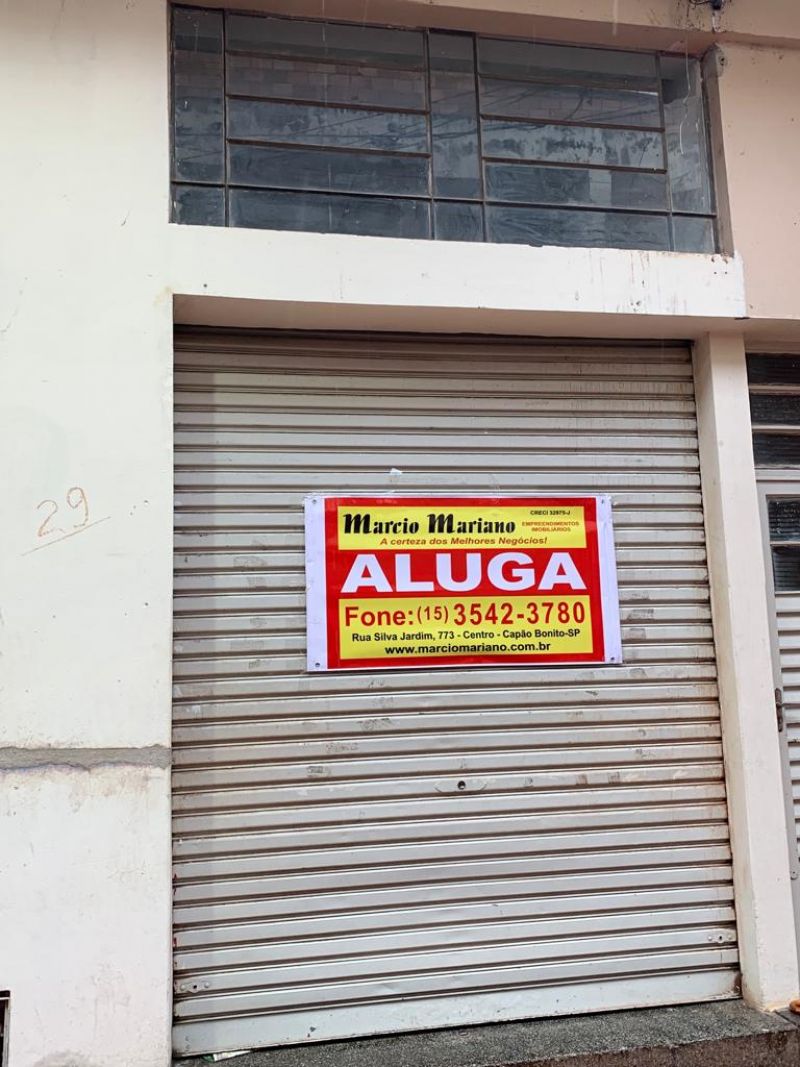 29
Marcio Mariano
CRECI 32975-J
EMPREENDIMENTOS
IMOBILIÁRIOS
A certeza dos Melhores Negócios!
ALUGA
Fone: (15) 3542-3780
Rua Silva Jardim, 773 - Centro - Capão Bonito-SP
www.marciomariano.com.br